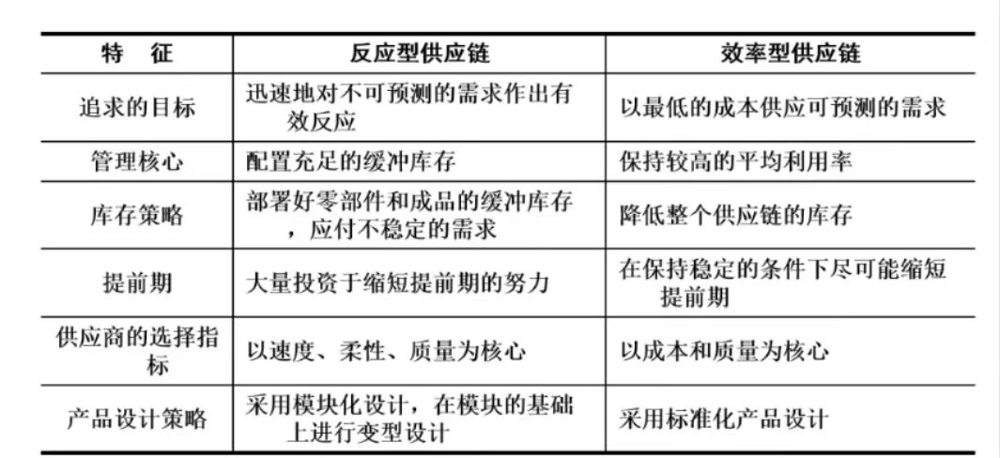 特 征 反应型供应链 效率型供应链
追求的目标 迅速地对不可预测的需求作出有
效反应 以最低的成本供应可预测的需求
管理核心 配置充足的缓冲库存 保持较高的平均利用率
库存策略 部署好零部件和成品的缓冲库存
,应付不稳定的需求 降低整个供应链的库存
提前期 大量投资于缩短提前期的努力 在保持稳定的条件下尽可能缩短
提前期
供应商的选择指
标 以速度、柔性、质量为核心 以成本和质量为核心
产品设计策略 采用模块化设计，在模块的基础
上进行变型设计 采用标准化产品设计